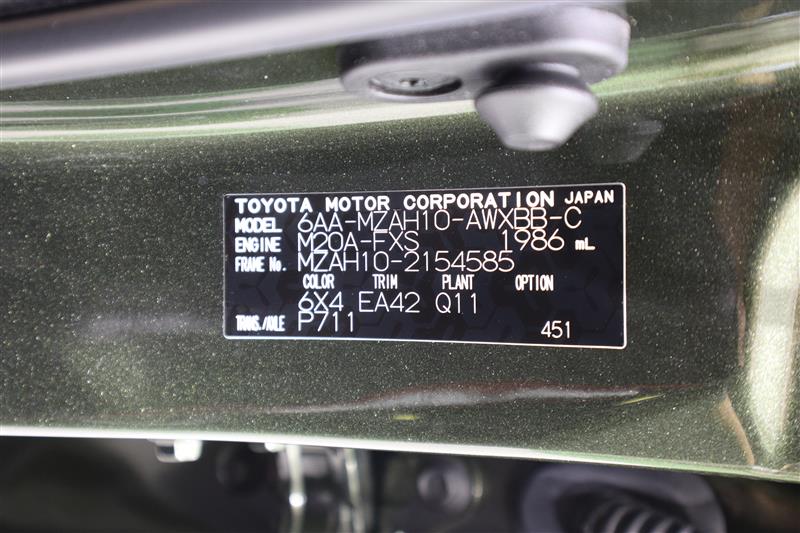 TOYOTA MOTOR CORPORATION JAPAN
MODEL 6AA-MZAH10-AWXBB-C
ENGINE M20A-FXS 1986 mL
FRAME No. MZAH10-2154585
COLOR TRIM PLANT OPTION
6X4 EA42 Q11
TRANS./AXLE P711 451